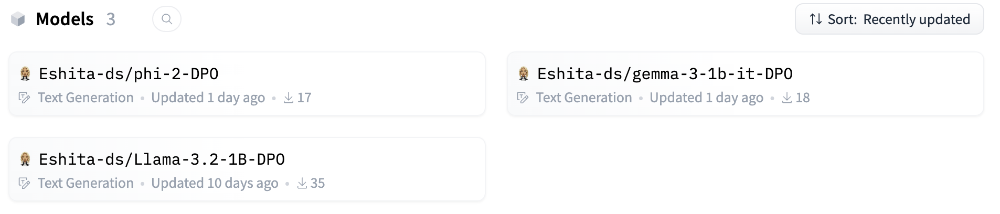 Models 3
Sort: Recently updated
Eshita-ds/phi-2-DPO
Text Generation • Updated 1 day ago • 17
Eshita-ds/gemma-3-1b-it-DPO
Text Generation • Updated 1 day ago • 18
Eshita-ds/Llama-3.2-1B-DPO
Text Generation • Updated 10 days ago • 35